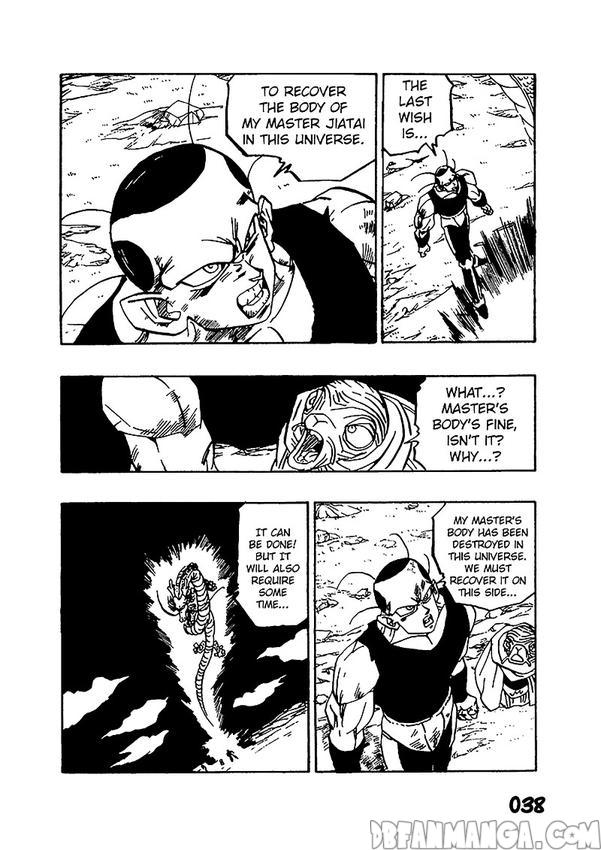 THE
LAST
WISH
IS...
TO RECOVER
THE BODY OF
MY MASTER JIATAI
IN THIS UNIVERSE.
WHAT...?
MASTER'S
BODY'S FINE,
ISN'T IT?
WHY...?
MY MASTER'S
BODY HAS BEEN
DESTROYED IN
THIS UNIVERSE.
WE MUST
RECOVER IT ON
THIS SIDE...
IT CAN
BE DONE!
BUT IT
WILL ALSO
REQUIRE
SOME
TIME...
038
DBFANMANGA.COM